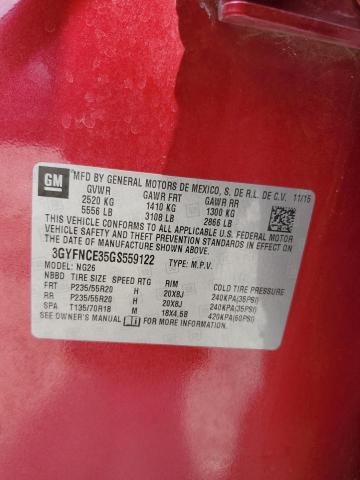 GM
MFD BY GENERAL MOTORS DE MEXICO, S. DE R.L. DE C.V. 11/15
GVWR GAWR FRT GAWR RR
2520 KG 1410 KG 1300 KG
5556 LB 3108 LB 2866 LB
THIS VEHICLE CONFORMS TO ALL APPLICABLE U.S. FEDERAL MOTOR
VEHICLE SAFETY AND THEFT PREVENTION STANDARDS IN EFFECT ON THE
DATE OF MANUFACTURE SHOWN ABOVE.
3GYFNCE35GS559122 TYPE: M.P.V.
MODEL: NG26
NBBD TIRE SIZE SPEED RTG RIM COLD TIRE PRESSURE
FRT P235/55R20 H 20X8J 240KPA(35PSI)
RR P235/55R20 H 20X8J 240KPA(35PSI)
SPA T135/70R18 M 18X4.5B 420KPA(60PSI)
SEE OWNER'S MANUAL FOR MORE INFORMATION.